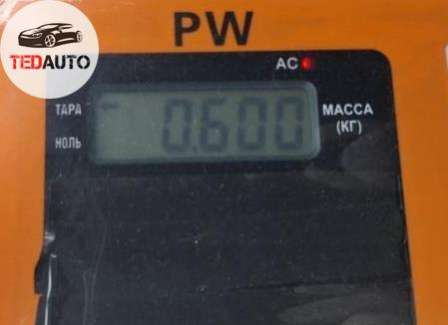 TEDAUTO
PW
AC
ТАРА
0.600
МАССА
(КГ)
НОЛЬ